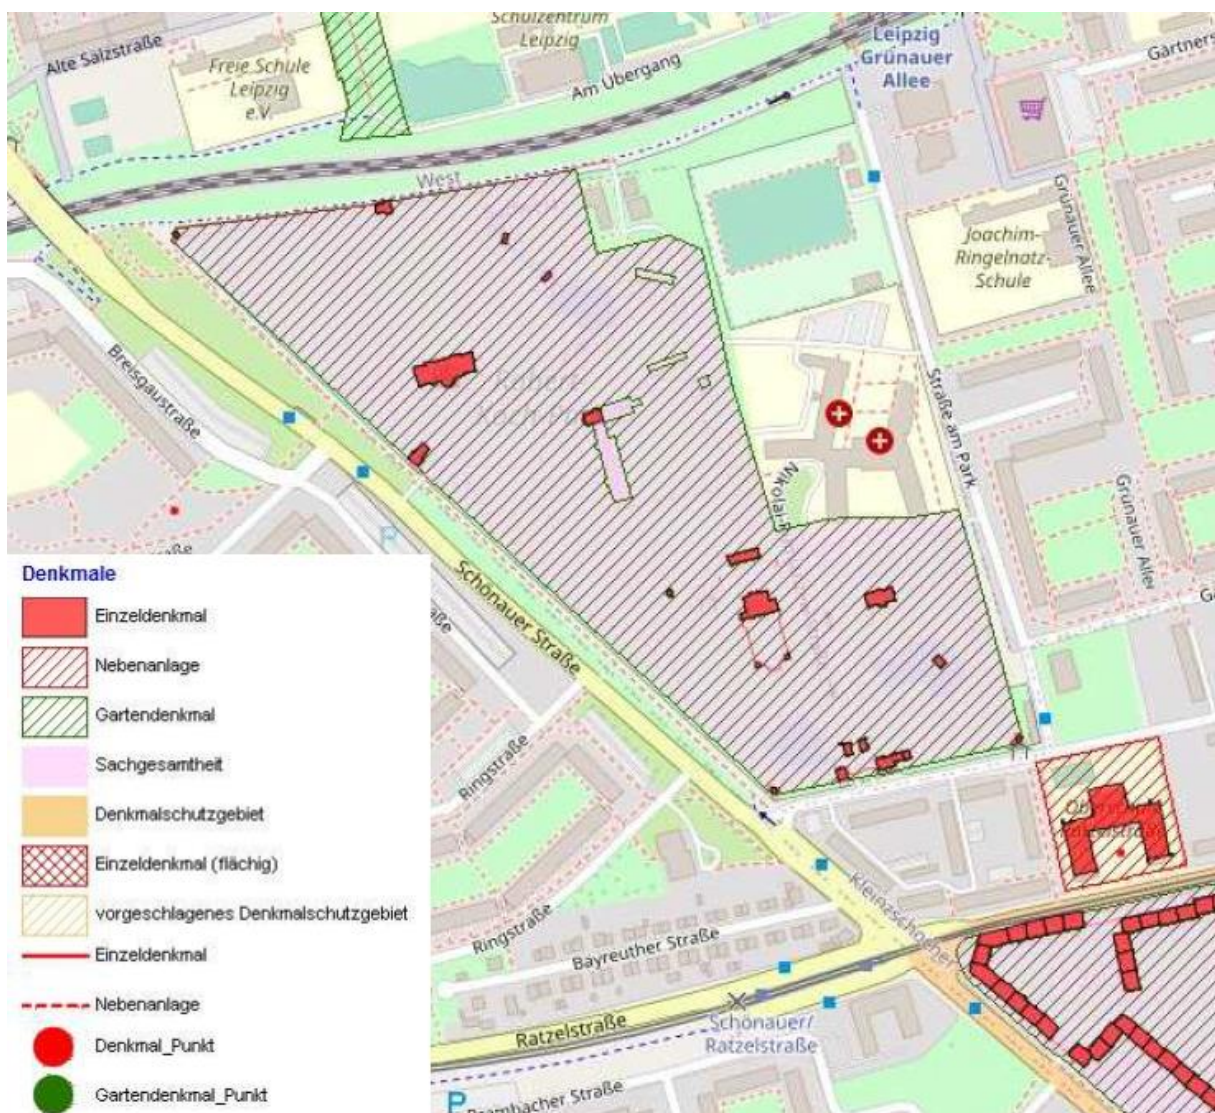 Schulzentrum
Leipzig
Alte Salzstraße
Freie Schule
Leipzig
e.V.
Am Übergang
Leipzig
Grünauer
Allee
West
Grünauer Allee
Joachim-
Ringelnatz-
Schule
Breisgaustraße
Straße am Park
Grünauer Allee
Schönauer Straße
Denkmale
Einzeldenkmal
Nebenanlage
Gartendenkmal
Sachgesamtheit
Denkmalschutzgebiet
Einzeldenkmal (flächig)
vorgeschlagenes Denkmalschutzgebiet
Einzeldenkmal
Nebenanlage
Denkmal_Punkt
Gartendenkmal_Punkt
Ringstraße
Ringstraße
Bayreuther Straße
Ratzelstraße
Schönauer/
Ratzelstraße
P